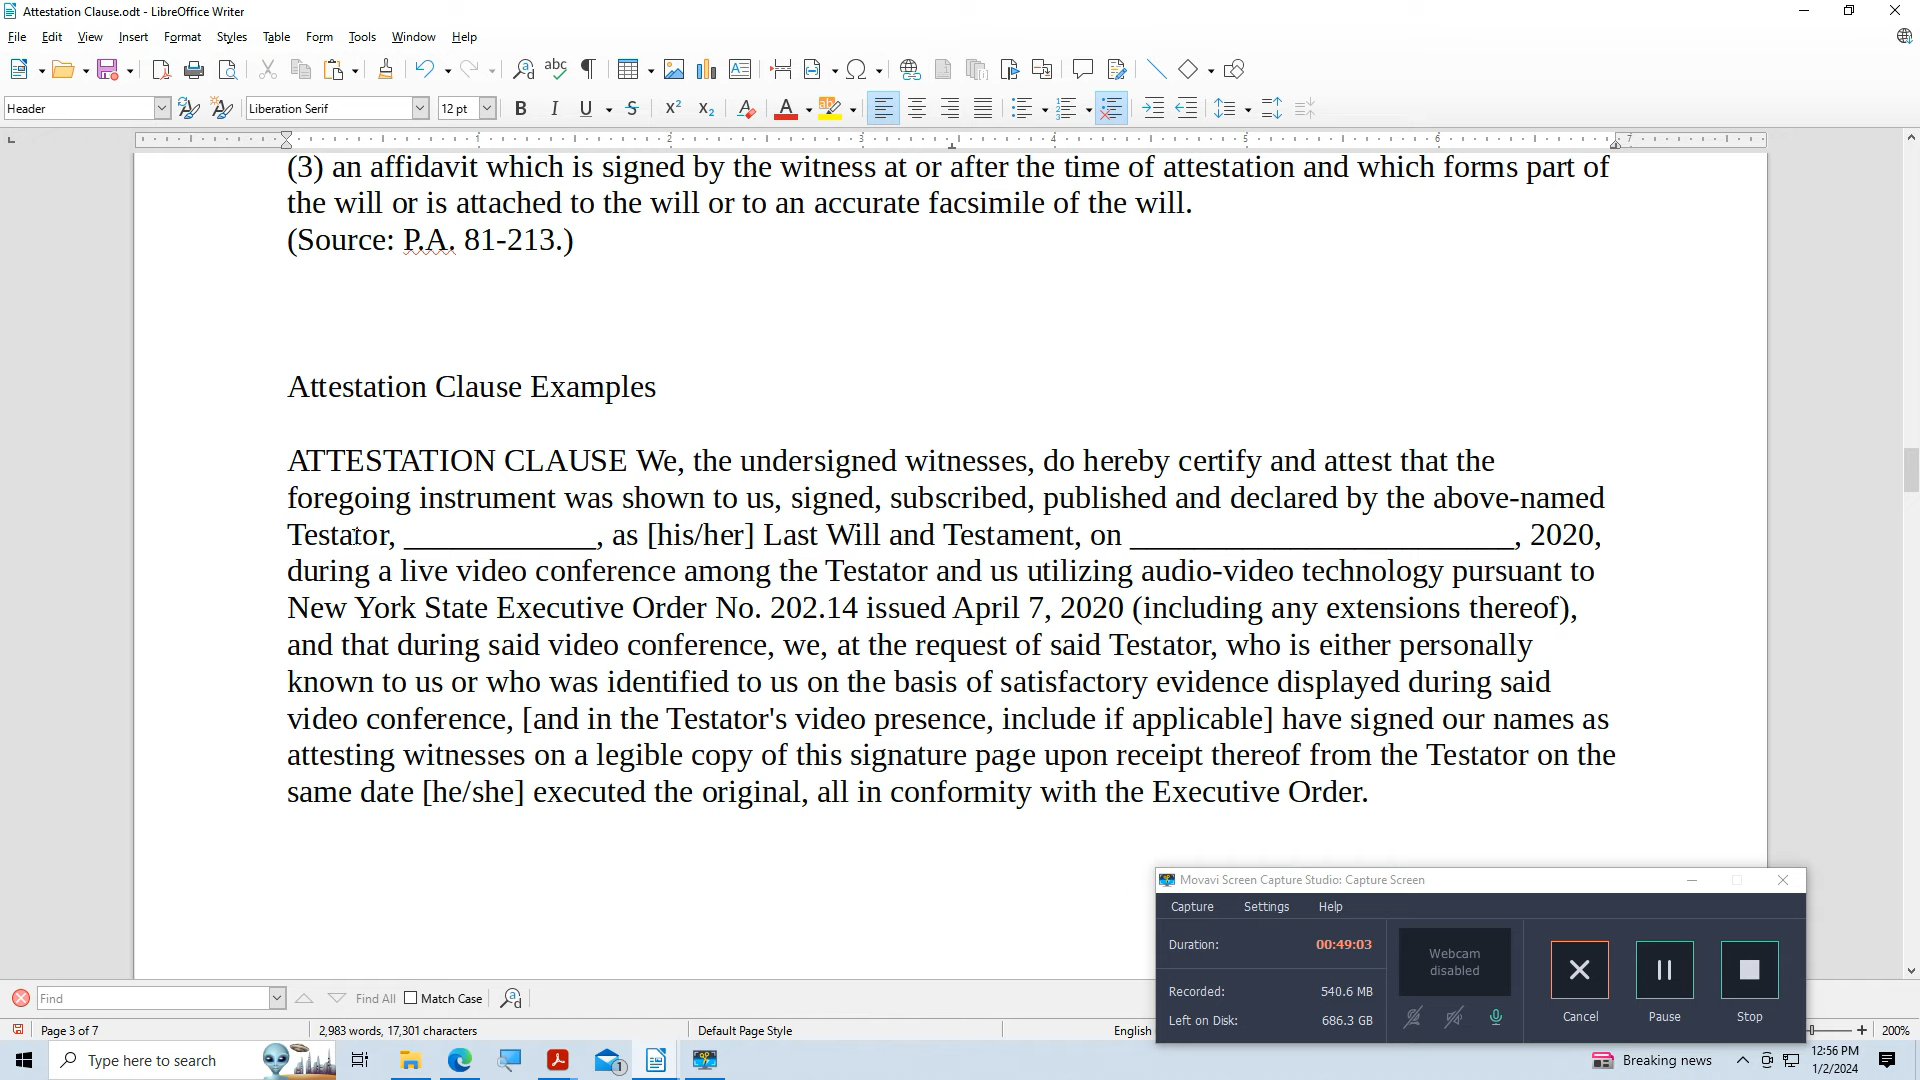 Attestation Clause.odt - LibreOffice Writer
File Edit View Insert Format Styles Table Form Tools Window Help
Header Liberation Serif 12 pt
1 2 3 4 5 6 7
(3) an affidavit which is signed by the witness at or after the time of attestation and which forms part of
the will or is attached to the will or to an accurate facsimile of the will.
(Source: P.A. 81-213.)
Attestation Clause Examples
ATTESTATION CLAUSE We, the undersigned witnesses, do hereby certify and attest that the
foregoing instrument was shown to us, signed, subscribed, published and declared by the above-named
Testator, ____________, as [his/her] Last Will and Testament, on ________________________, 2020,
during a live video conference among the Testator and us utilizing audio-video technology pursuant to
New York State Executive Order No. 202.14 issued April 7, 2020 (including any extensions thereof),
and that during said video conference, we, at the request of said Testator, who is either personally
known to us or who was identified to us on the basis of satisfactory evidence displayed during said
video conference, [and in the Testator's video presence, include if applicable] have signed our names as
attesting witnesses on a legible copy of this signature page upon receipt thereof from the Testator on the
same date [he/she] executed the original, all in conformity with the Executive Order.
Movavi Screen Capture Studio: Capture Screen
Capture Settings Help
Duration: 00:49:03
Webcam
disabled
Recorded: 540.6 MB
Left on Disk: 686.3 GB
Cancel Pause Stop
Find Find All Match Case
Page 3 of 7 2,983 words, 17,301 characters Default Page Style English 200%
Type here to search
1
Breaking news
12:56 PM
1/2/2024